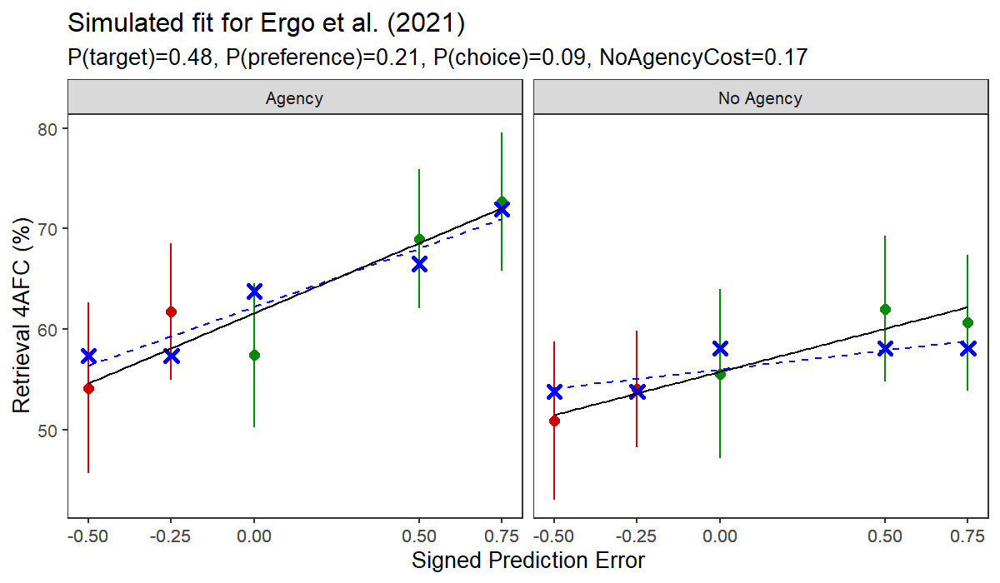 Simulated fit for Ergo et al. (2021)
P(target)=0.48, P(preference)=0.21, P(choice)=0.09, NoAgencyCost=0.17
Agency
No Agency
Retrieval 4AFC (%)
80
70
60
50
-0.50 -0.25 0.00 0.50 0.75
-0.50 -0.25 0.00 0.50 0.75
Signed Prediction Error